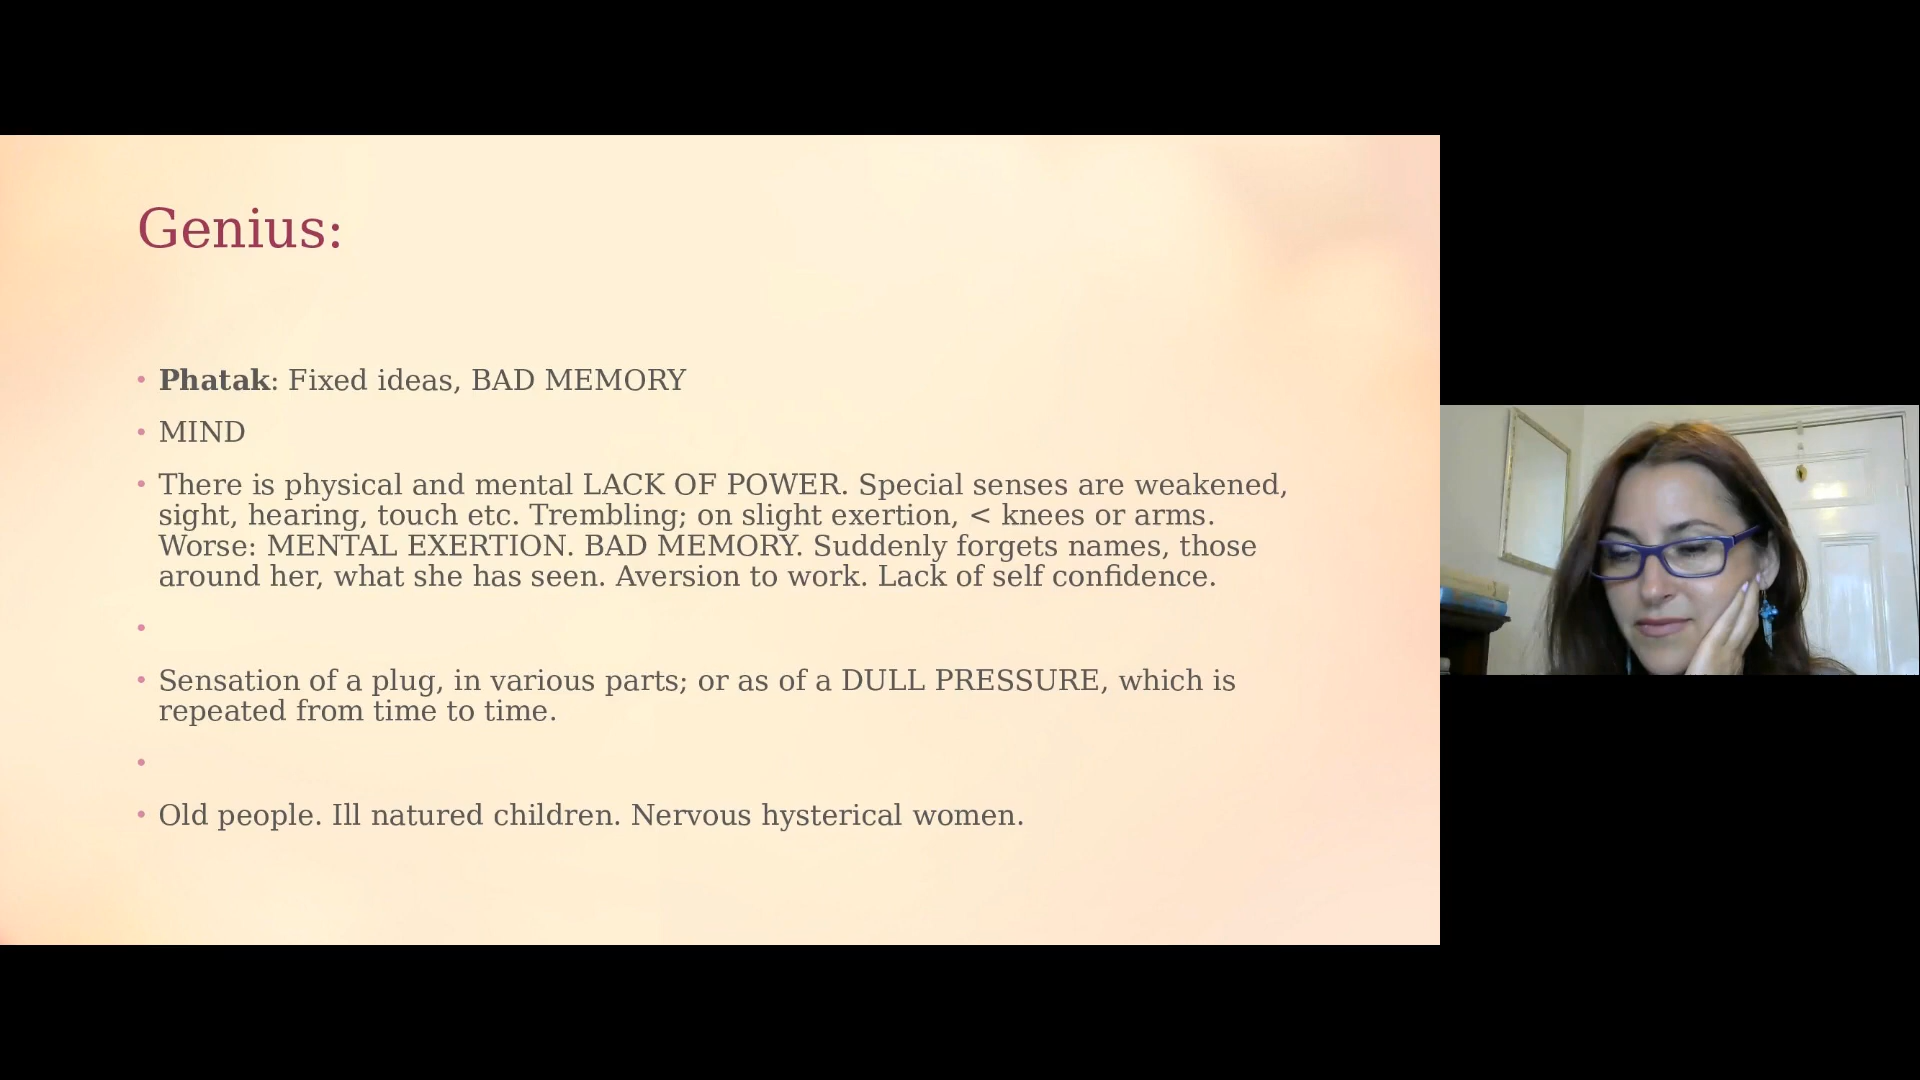 Genius:
• Phatak: Fixed ideas, BAD MEMORY
• MIND
• There is physical and mental LACK OF POWER. Special senses are weakened,
sight, hearing, touch etc. Trembling; on slight exertion, < knees or arms.
Worse: MENTAL EXERTION. BAD MEMORY. Suddenly forgets names, those
around her, what she has seen. Aversion to work. Lack of self confidence.
•
• Sensation of a plug, in various parts; or as of a DULL PRESSURE, which is
repeated from time to time.
•
• Old people. Ill natured children. Nervous hysterical women.